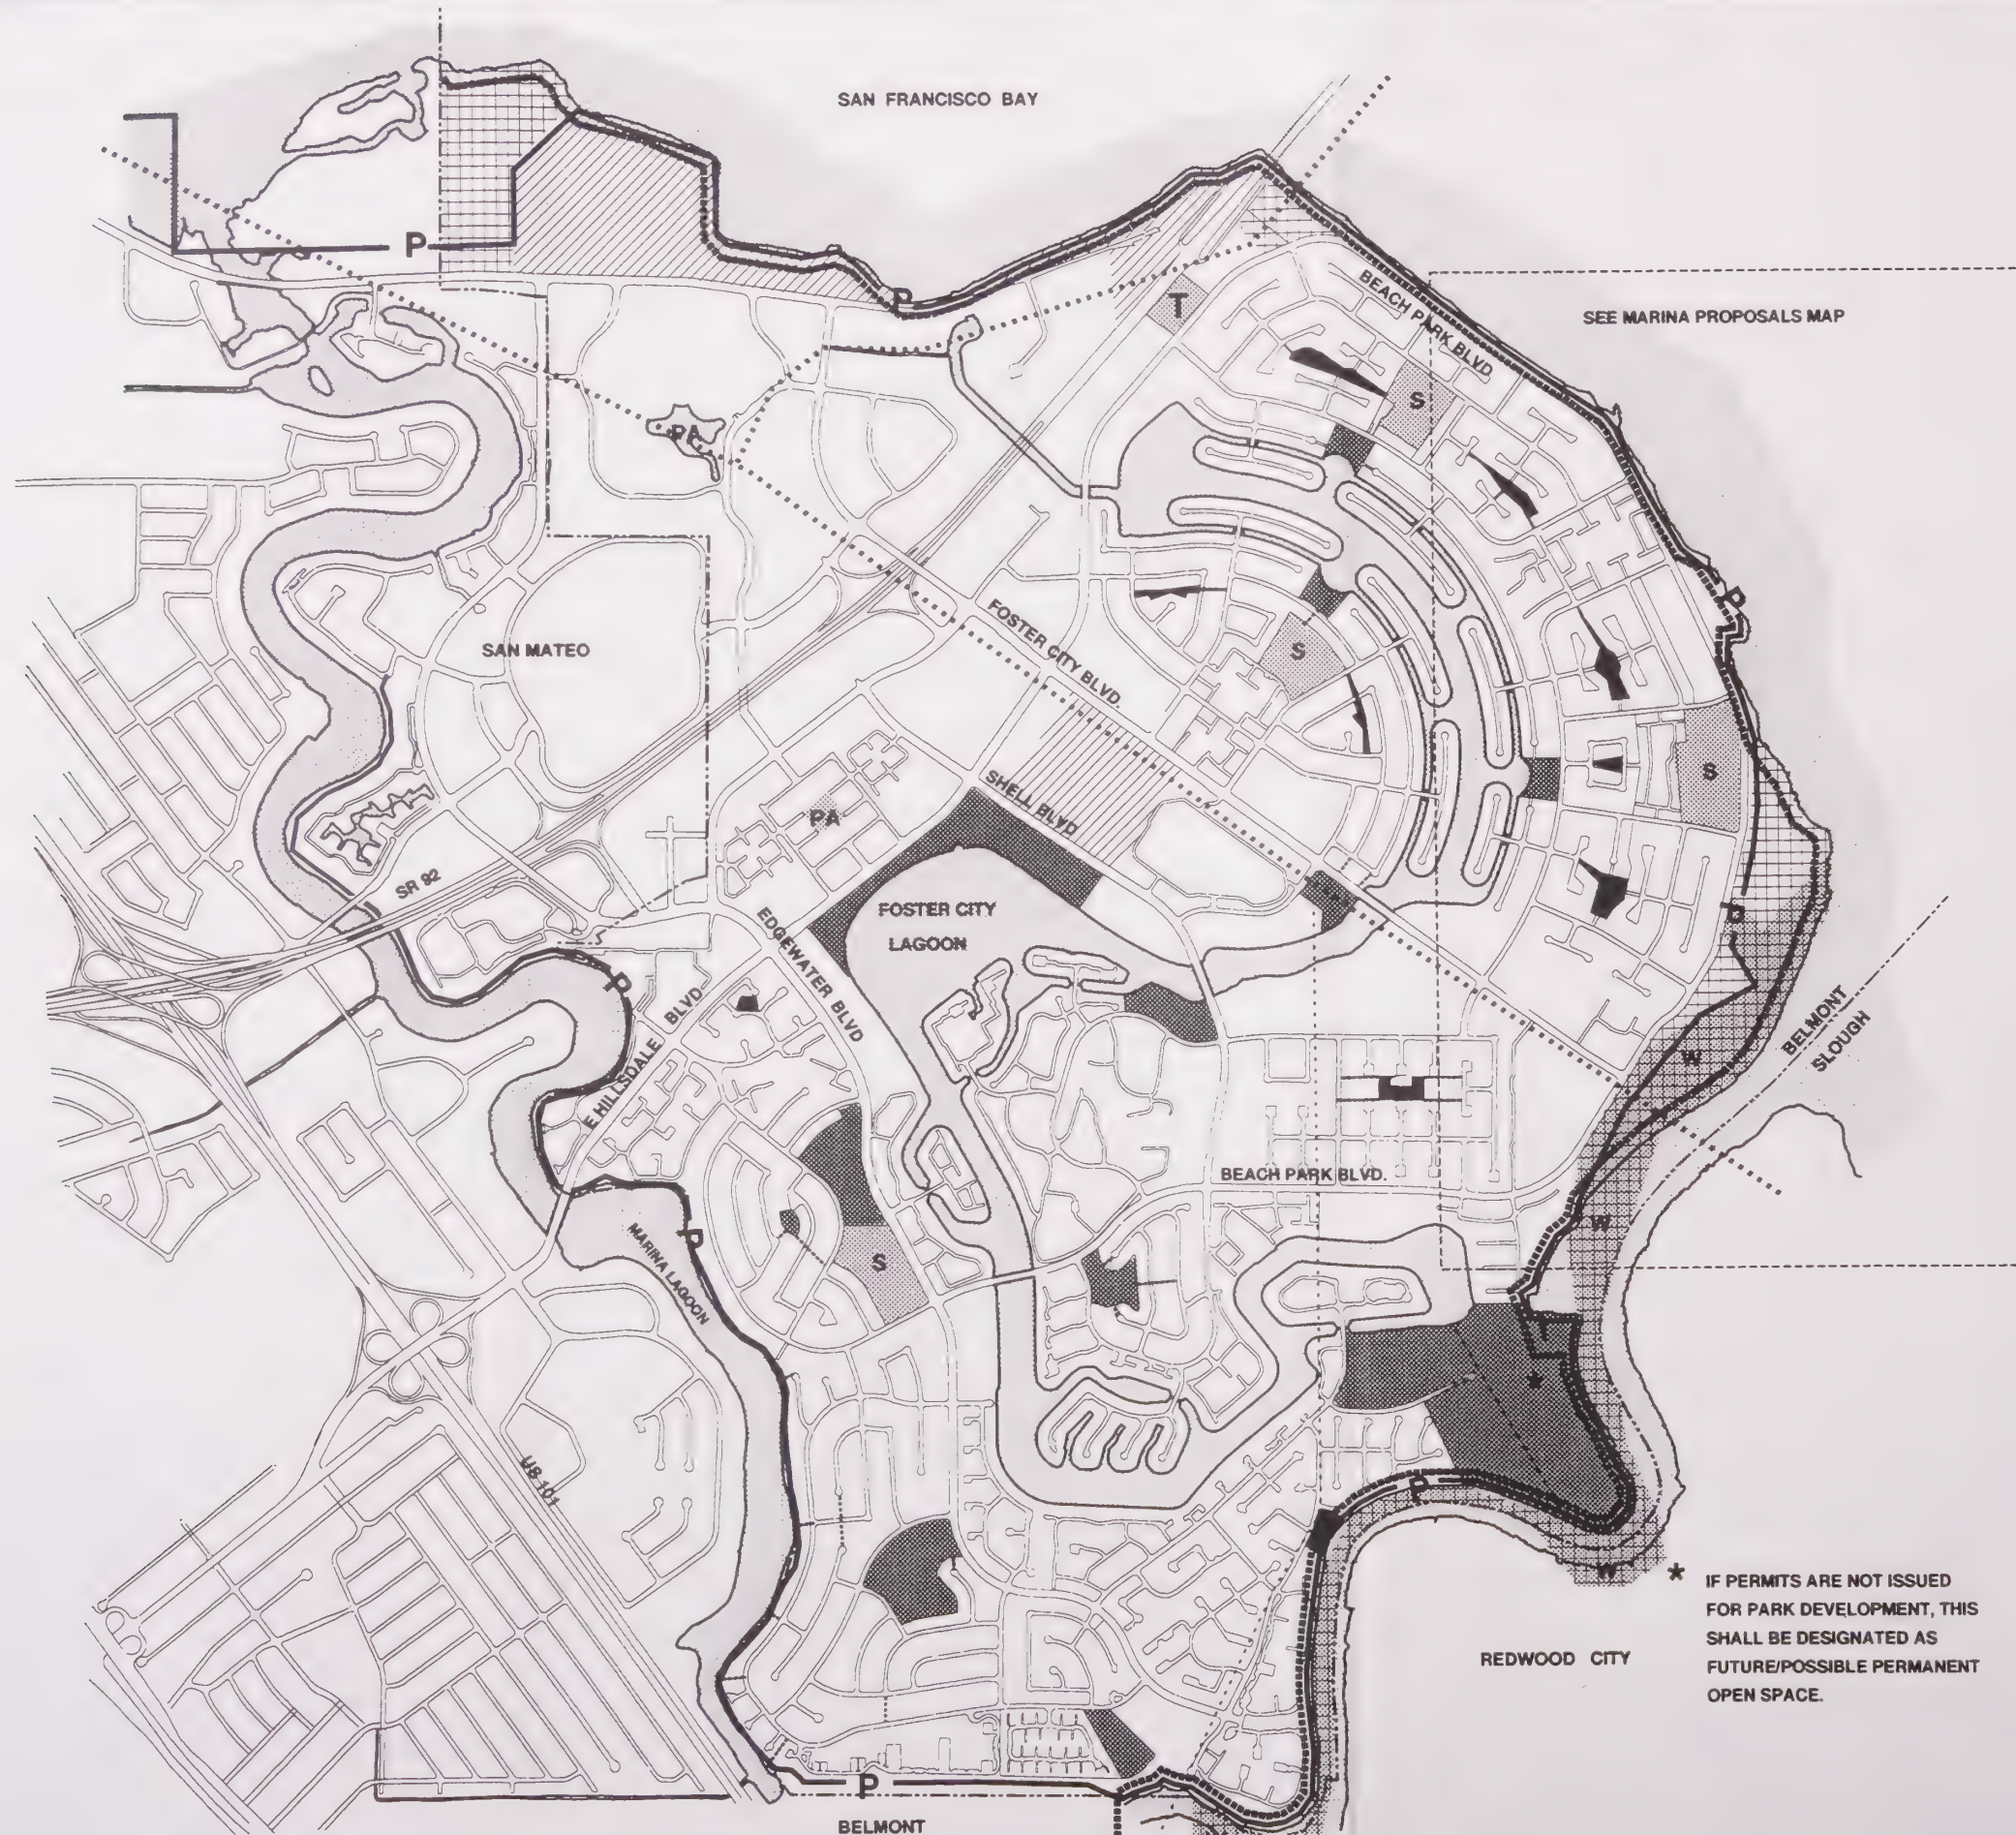 SAN FRANCISCO BAY
P
P
BEACH PARK BLVD.
SEE MARINA PROPOSALS MAP
T
S
PA
P
FOSTER CITY BLVD.
SAN MATEO
S
S
SHELL BLVD
PA
SR 92
FOSTER CITY
LAGOON
EDGEWATER BLVD
P
P
E HILLSDALE BLVD.
BELMONT
SLOUGH
W
BEACH PARK BLVD.
W
P
MARINA LAGOON
S
*
US 101
P
W
* IF PERMITS ARE NOT ISSUED
FOR PARK DEVELOPMENT, THIS
SHALL BE DESIGNATED AS
FUTURE/POSSIBLE PERMANENT
OPEN SPACE.
REDWOOD CITY
P
BELMONT